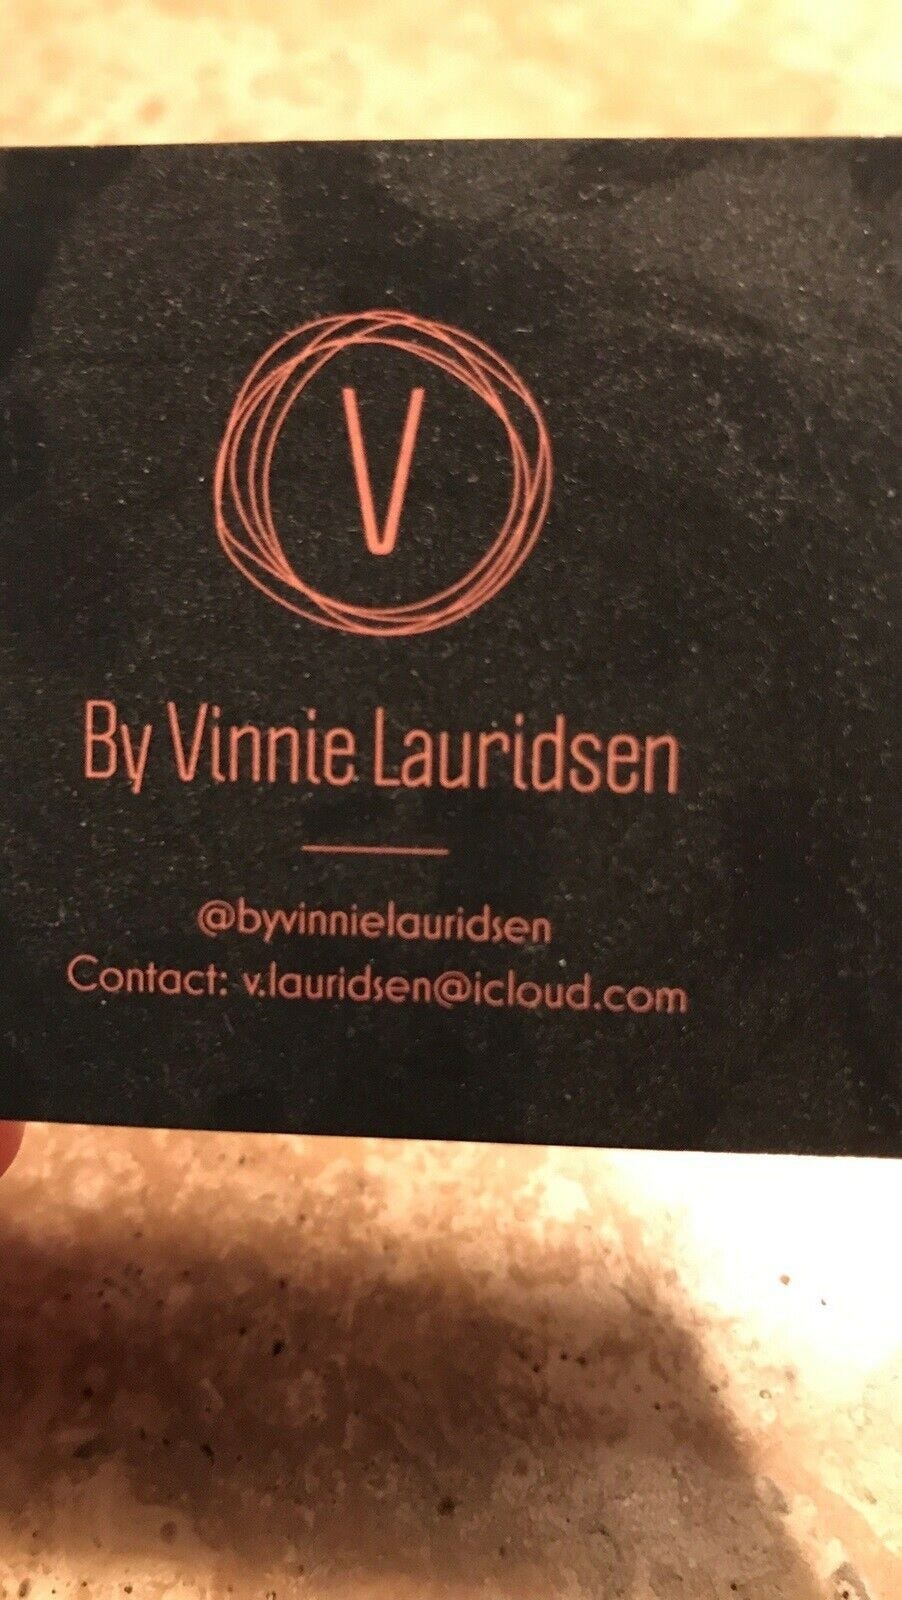 V
By Vinnie Lauridsen
@byvinnielauridsen
Contact: v.lauridsen@icloud.com